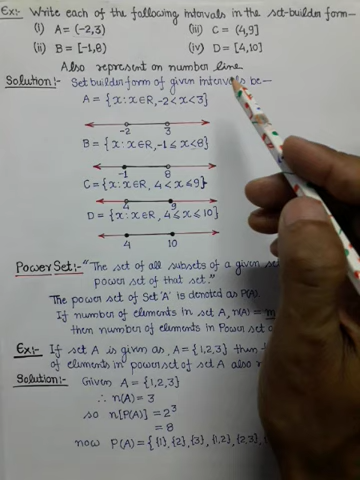 Ex:- Write each of the following intervals in the set-builder form-
(i) A= (-2,3) (iii) C = (4,9]
(ii) B = [-1,8) (iv) D = [4,10]
Also represent on number line
Solution:- Set builder form of given intervals be-
A = {x:x∈R,-2<x<3}
-2 3
B = {x:x∈R,-1≤x<8}
-1 8
C = {x:x∈R, 4<x≤9}
4 9
D = {x:x∈R, 4≤x≤10}
4 10
Power Set:- "The set of all subsets of a given
power set of that set."
The power set of Set 'A' is denoted as P(A).
If number of elements in set A, n(A) =
then number of elements in Power set
Ex:- If set A is given as, A = {1,2,3} then
of elements in powerset of set A also
Solution:- Given A = {1,2,3}
∴ n(A) = 3
so n[P(A)] = 2³
= 8
now P(A) = {{1},{2},{3},{1,2},{2,3},